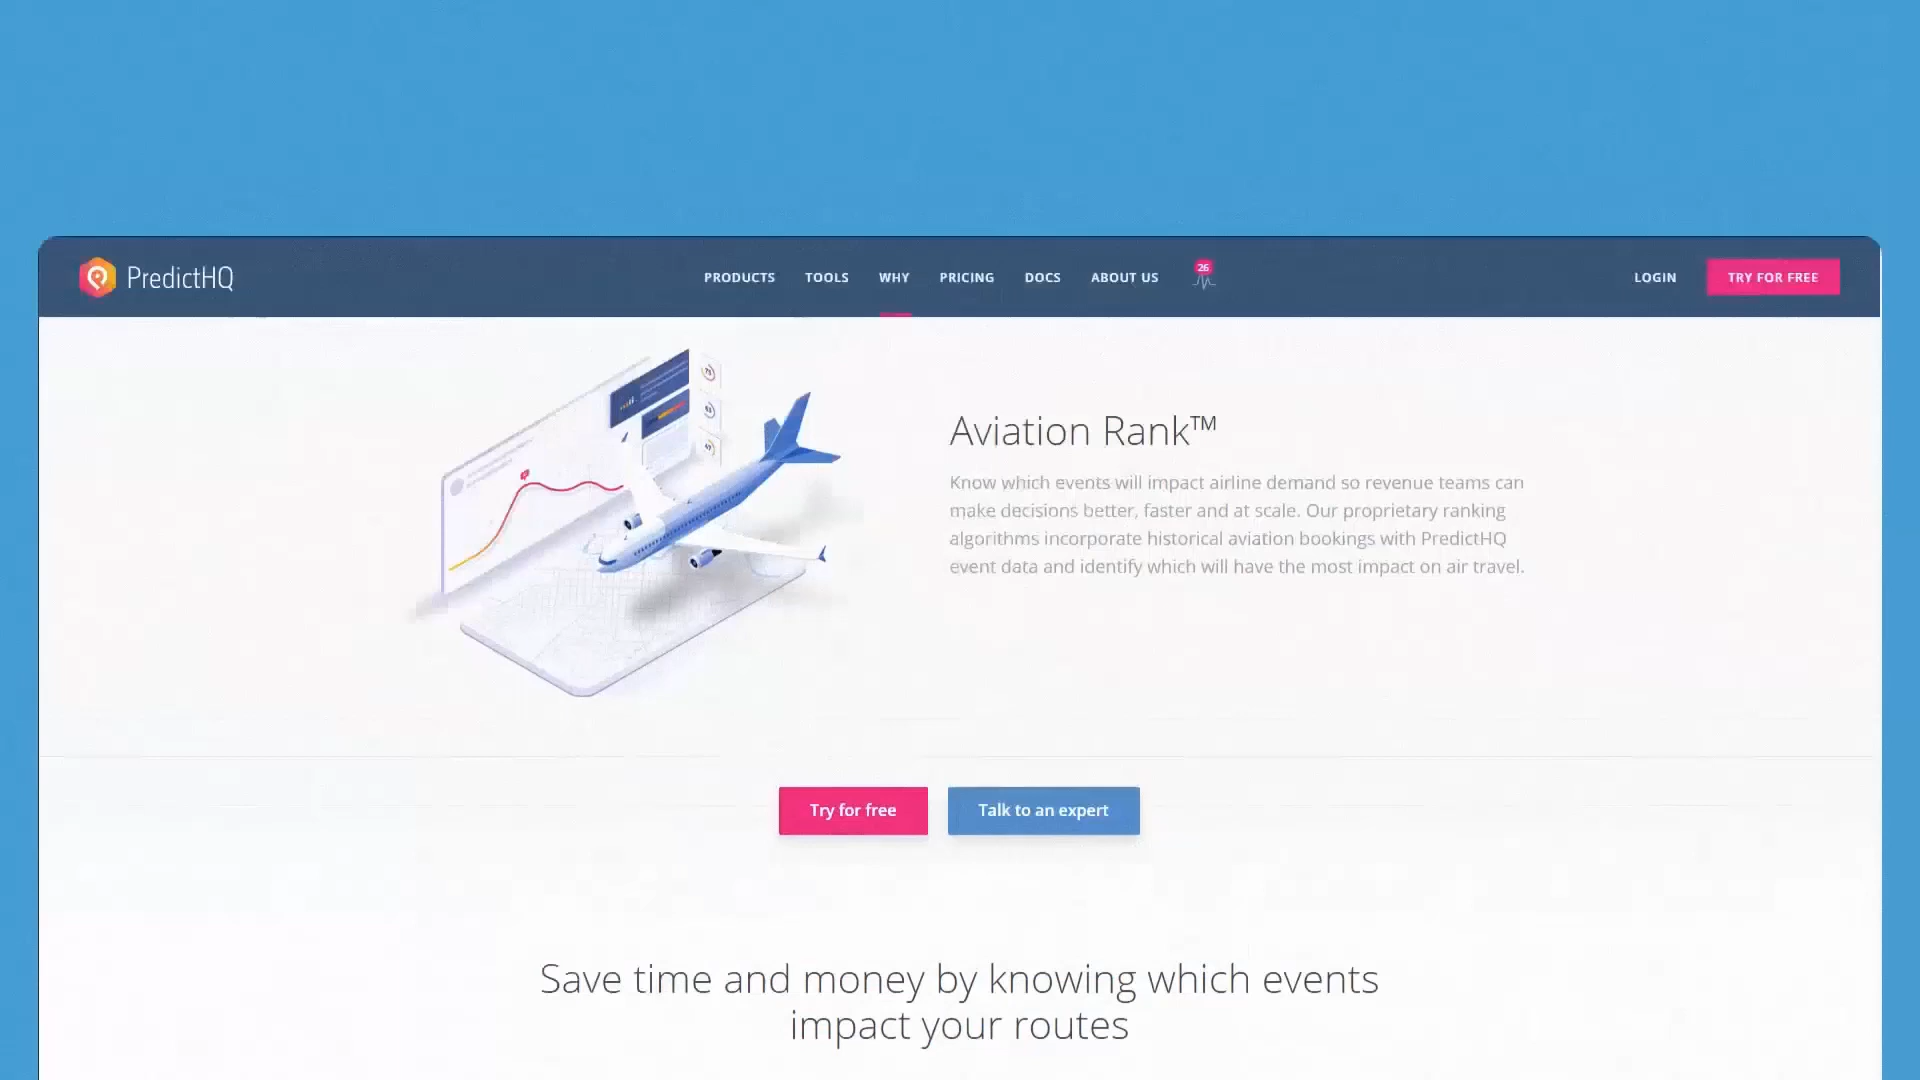 PredictHQ
PRODUCTS TOOLS WHY PRICING DOCS ABOUT US 26
LOGIN TRY FOR FREE
Aviation Rank™
Know which events will impact airline demand so revenue teams can
make decisions better, faster and at scale. Our proprietary ranking
algorithms incorporate historical aviation bookings with PredictHQ
event data and identify which will have the most impact on air travel.
Try for free Talk to an expert
Save time and money by knowing which events
impact your routes